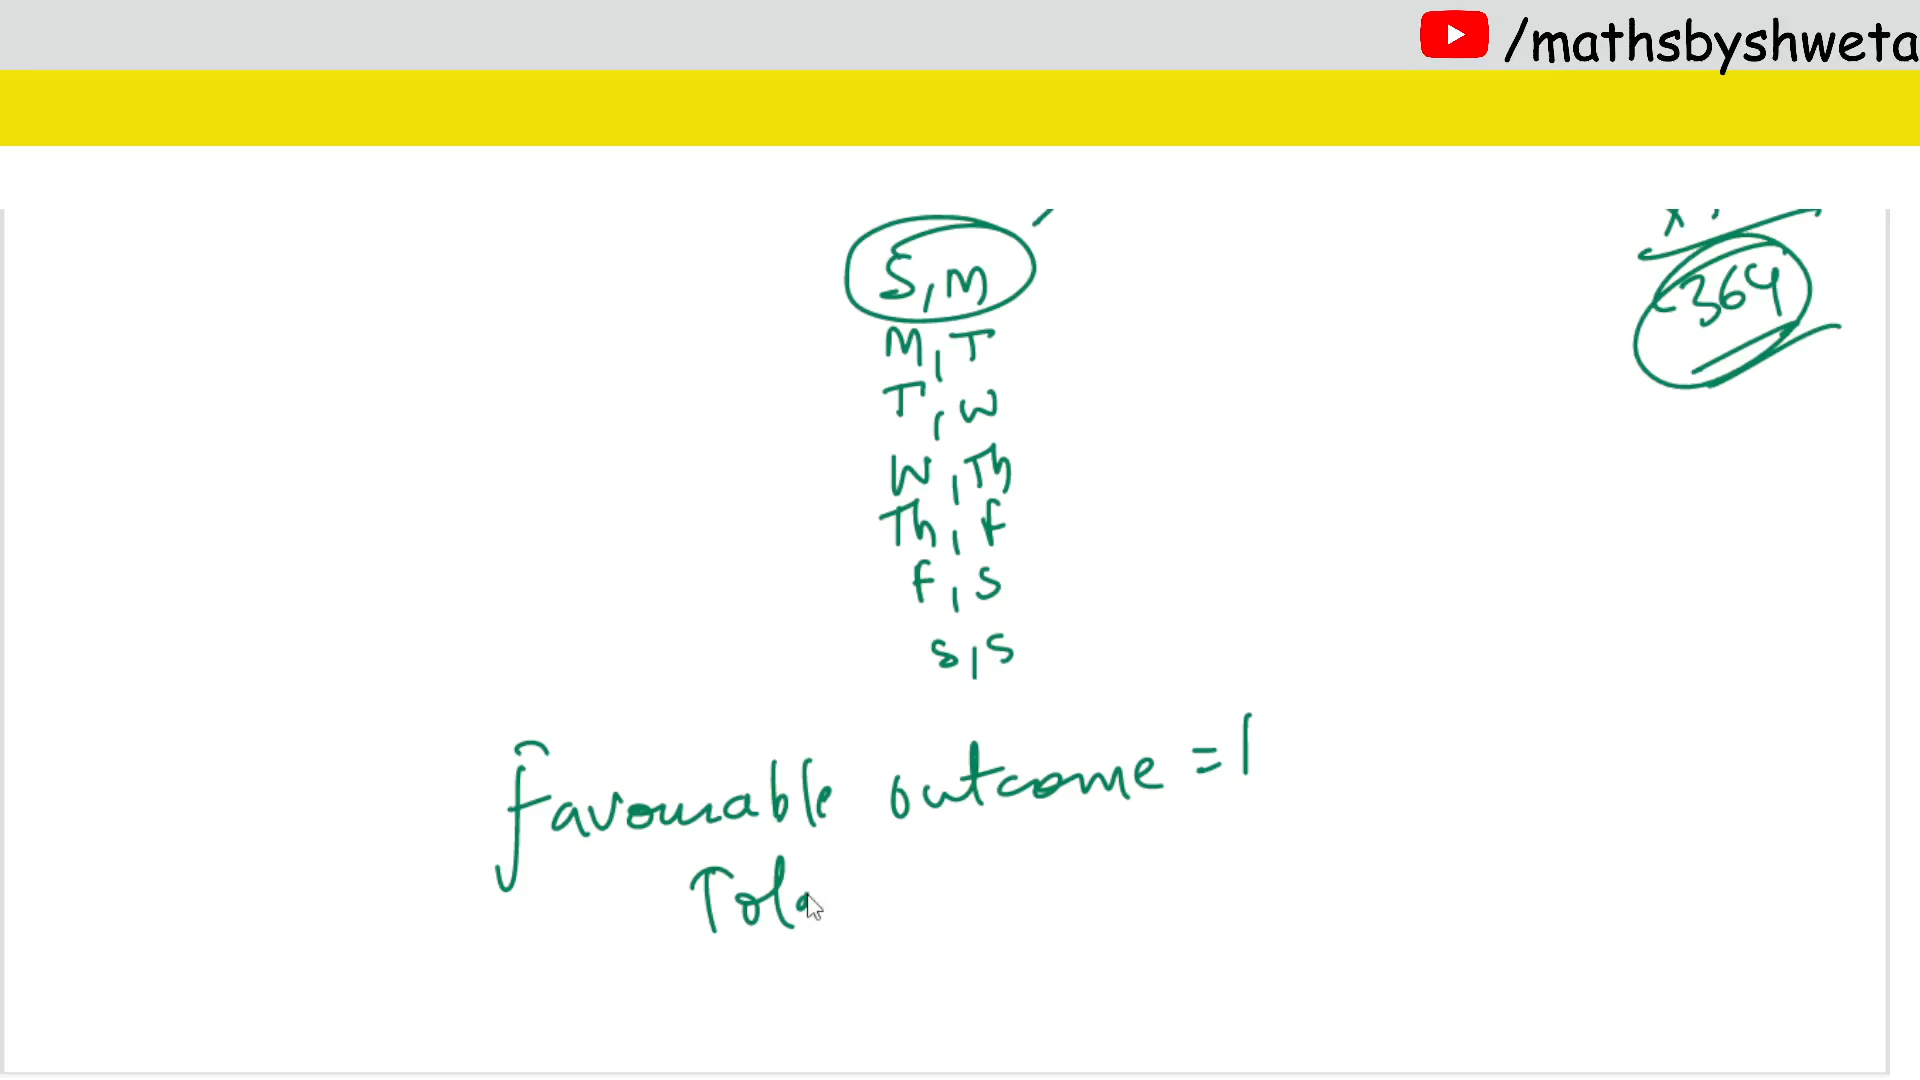 /mathsbyshweta
S, M
364
M, T
T, W
W, Th
Th, F
F, S
S, S
Favourable outcome = 1
Tota